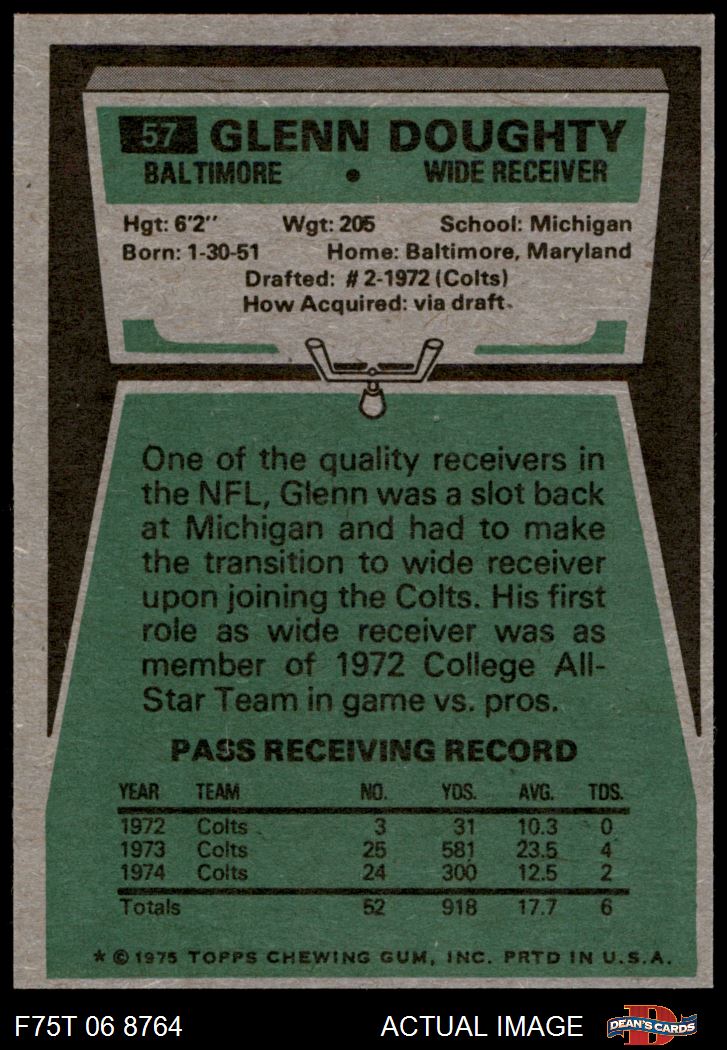 57 GLENN DOUGHTY
BALTIMORE • WIDE RECEIVER
Hgt: 6'2" Wgt: 205 School: Michigan
Born: 1-30-51 Home: Baltimore, Maryland
Drafted: #2-1972 (Colts)
How Acquired: via draft.
One of the quality receivers in
the NFL, Glenn was a slot back
at Michigan and had to make
the transition to wide receiver
upon joining the Colts. His first
role as wide receiver was as
member of 1972 College All-
Star Team in game vs. pros.
PASS RECEIVING RECORD
YEAR TEAM NO. YDS. AVG. TDS.
1972 Colts 3 31 10.3 0
1973 Colts 25 581 23.5 4
1974 Colts 24 300 12.5 2
Totals 52 918 17.7 6
* © 1975 TOPPS CHEWING GUM, INC. PRTD IN U.S.A.
F75T 06 8764 ACTUAL IMAGE D DEAN'S CARDS